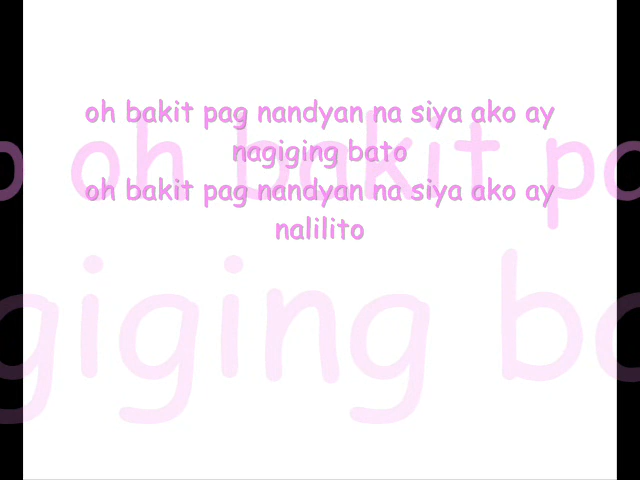 oh bakit pag nandyan na siya ako ay
nagiging bato
oh bakit pag nandyan na siya ako ay
nalilito